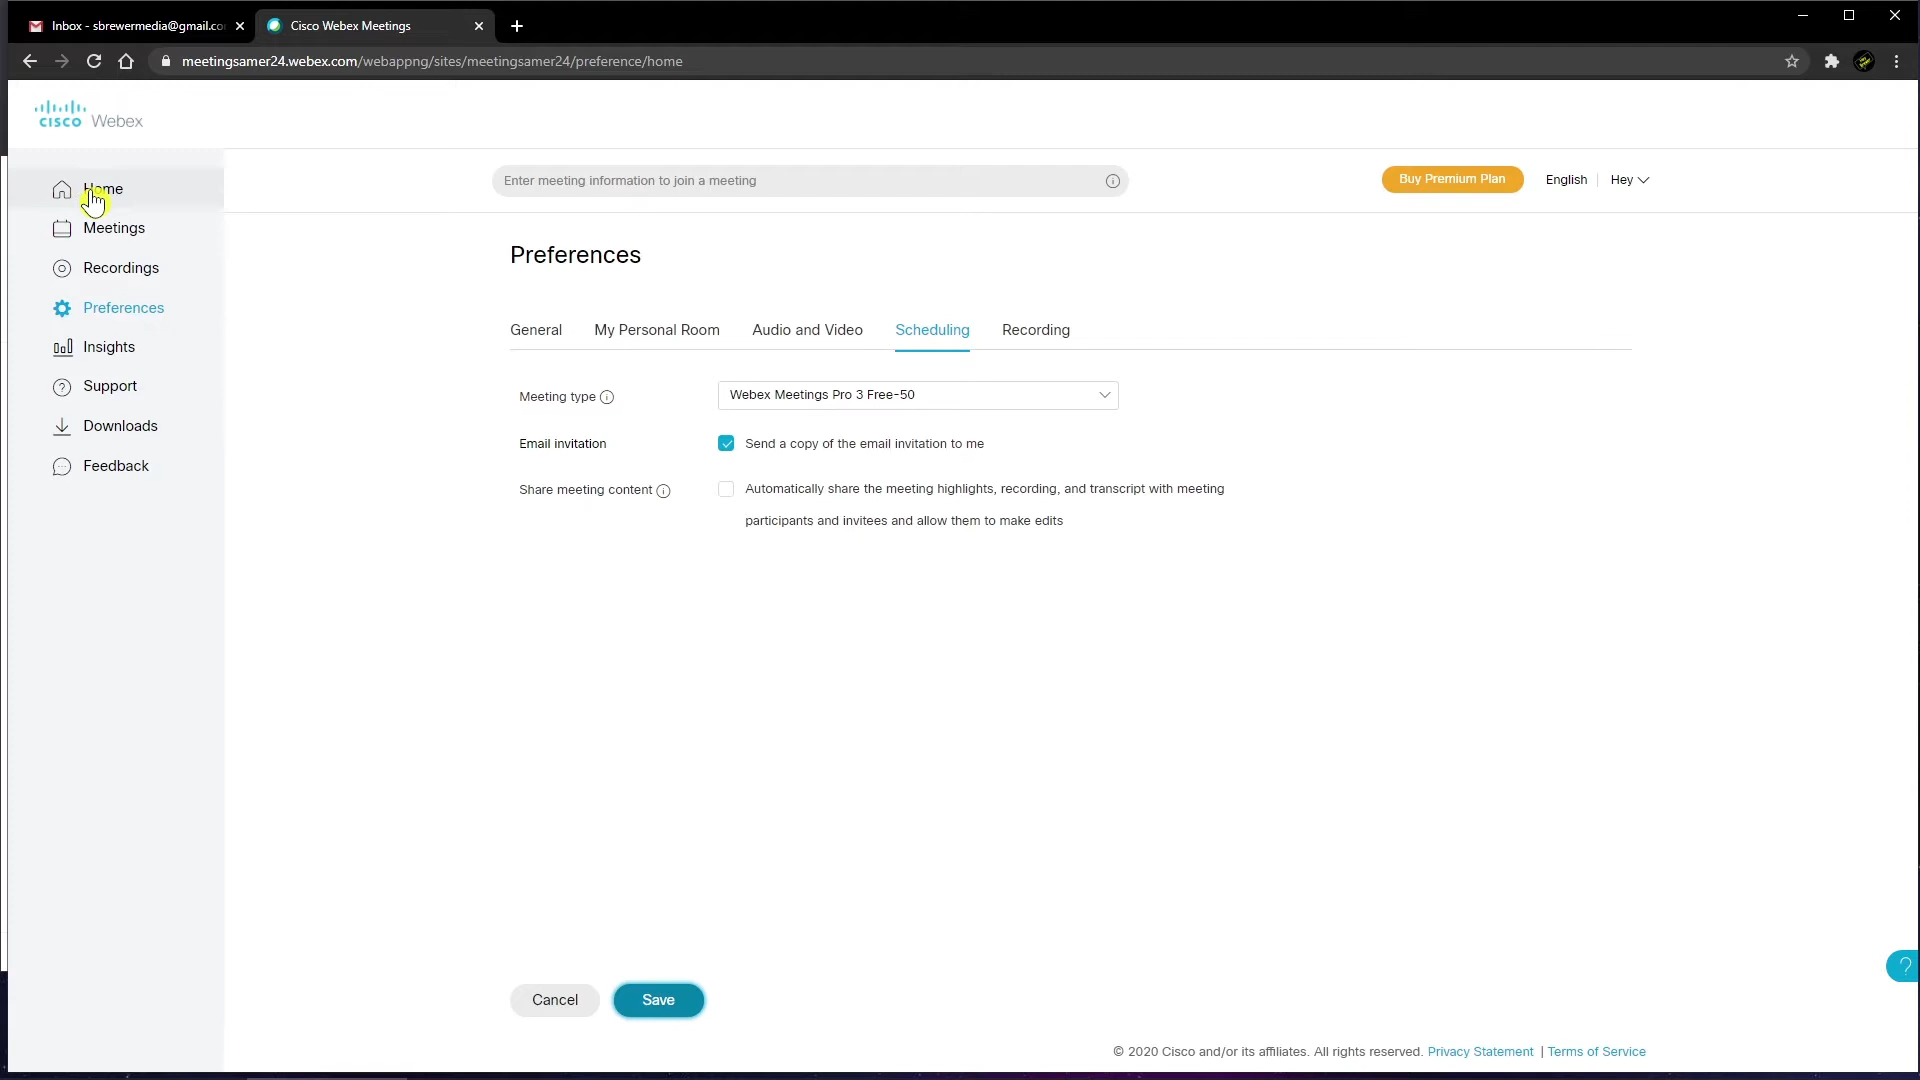 Inbox - sbrewermedia@gmail.co
Cisco Webex Meetings
meetingsamer24.webex.com/webappng/sites/meetingsamer24/preference/home
cisco Webex
Enter meeting information to join a meeting
Buy Premium Plan
English
Hey
Home
Meetings
Recordings
Preferences
Insights
Support
Downloads
Feedback
Preferences
General
My Personal Room
Audio and Video
Scheduling
Recording
Meeting type
Webex Meetings Pro 3 Free-50
Email invitation
Send a copy of the email invitation to me
Share meeting content
Automatically share the meeting highlights, recording, and transcript with meeting
participants and invitees and allow them to make edits
Cancel
Save
© 2020 Cisco and/or its affiliates. All rights reserved. Privacy Statement | Terms of Service